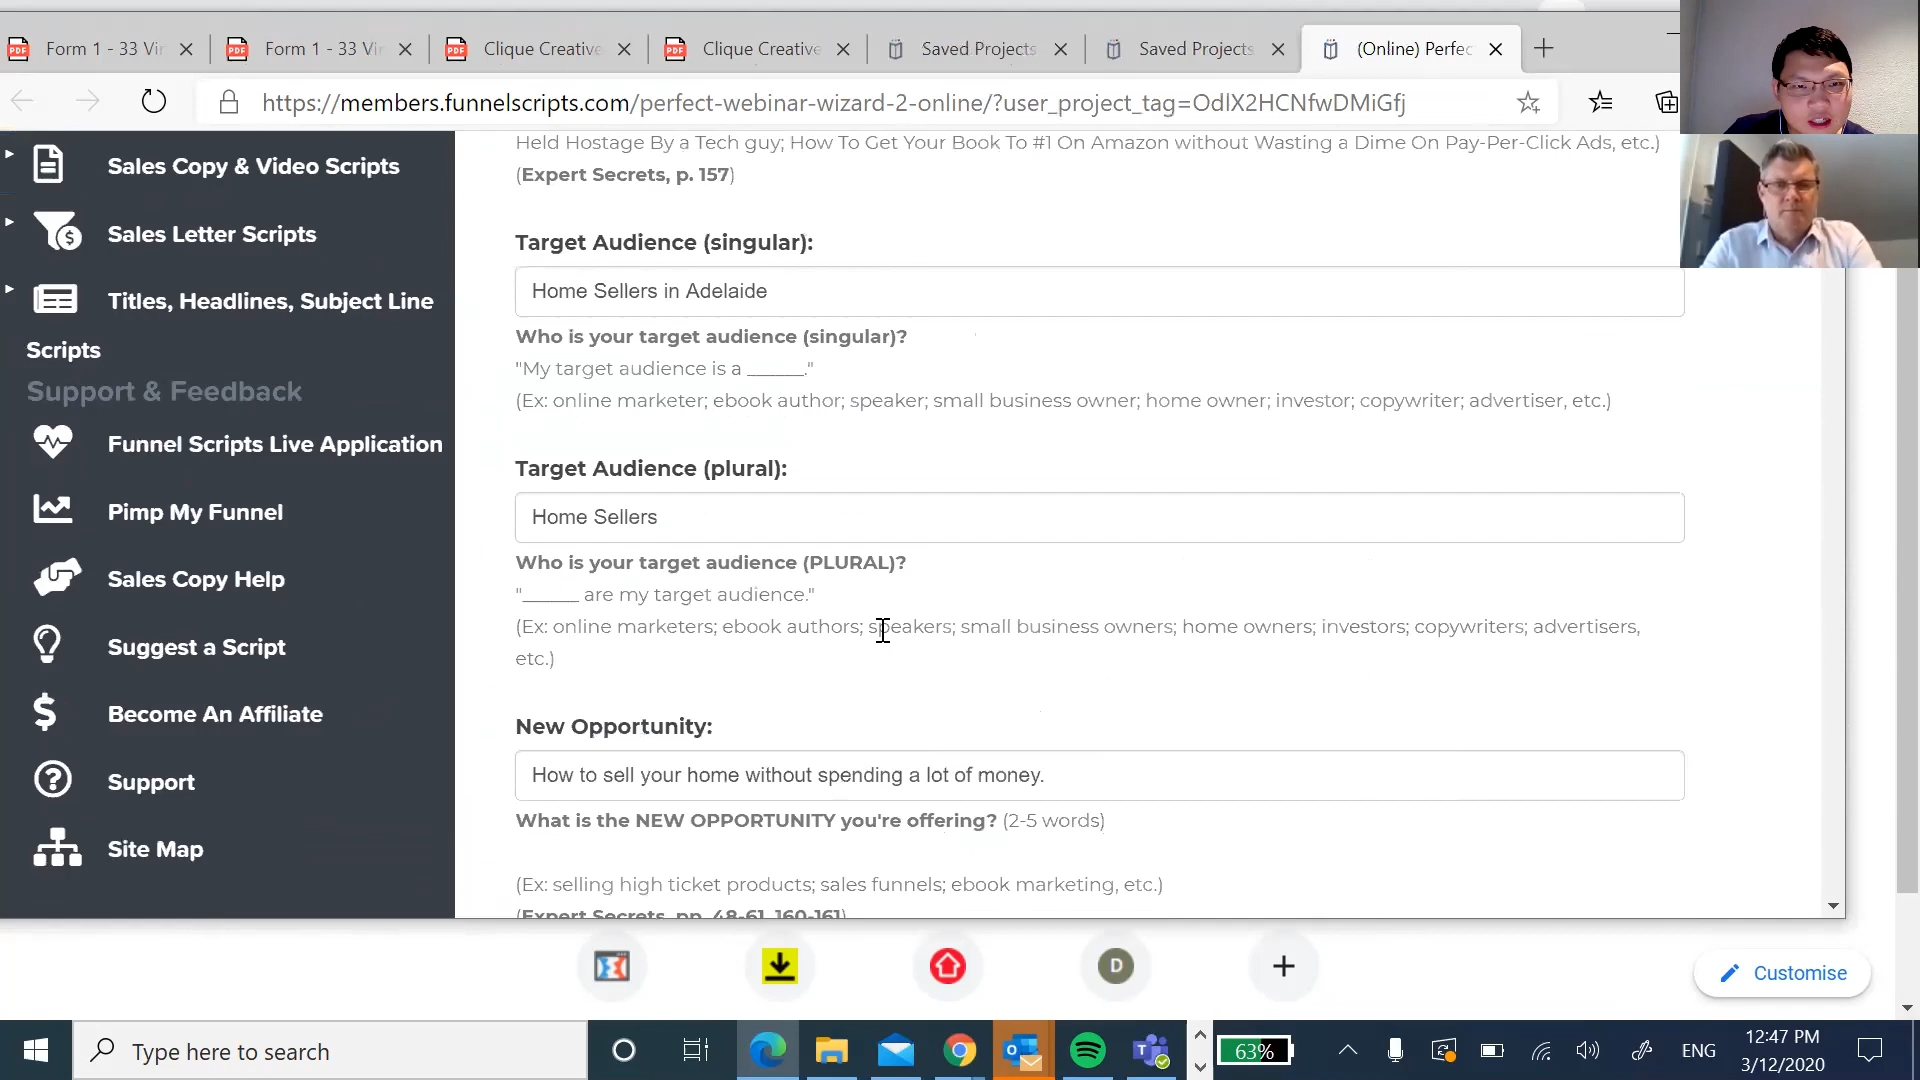 Form 1 - 33 Vir
Form 1 - 33 Vir
Clique Creative
Clique Creative
Saved Projects
Saved Projects
(Online) Perfec
https://members.funnelscripts.com/perfect-webinar-wizard-2-online/?user_project_tag=OdlX2HCNfwDMiGfj
Sales Copy & Video Scripts
Sales Letter Scripts
Titles, Headlines, Subject Line
Scripts
Support & Feedback
Funnel Scripts Live Application
Pimp My Funnel
Sales Copy Help
Suggest a Script
Become An Affiliate
Support
Site Map
Held Hostage By a Tech guy; How To Get Your Book To #1 On Amazon without Wasting a Dime On Pay-Per-Click Ads, etc.)
(Expert Secrets, p. 157)
Target Audience (singular):
Home Sellers in Adelaide
Who is your target audience (singular)?
"My target audience is a ______."
(Ex: online marketer; ebook author; speaker; small business owner; home owner; investor; copywriter; advertiser, etc.)
Target Audience (plural):
Home Sellers
Who is your target audience (PLURAL)?
"______ are my target audience."
(Ex: online marketers; ebook authors; speakers; small business owners; home owners; investors; copywriters; advertisers,
etc.)
New Opportunity:
How to sell your home without spending a lot of money.
What is the NEW OPPORTUNITY you're offering? (2-5 words)
(Ex: selling high ticket products; sales funnels; ebook marketing, etc.)
(Expert Secrets, pp. 48-61, 160-161)
D
Customise
Type here to search
63%
ENG
12:47 PM
3/12/2020